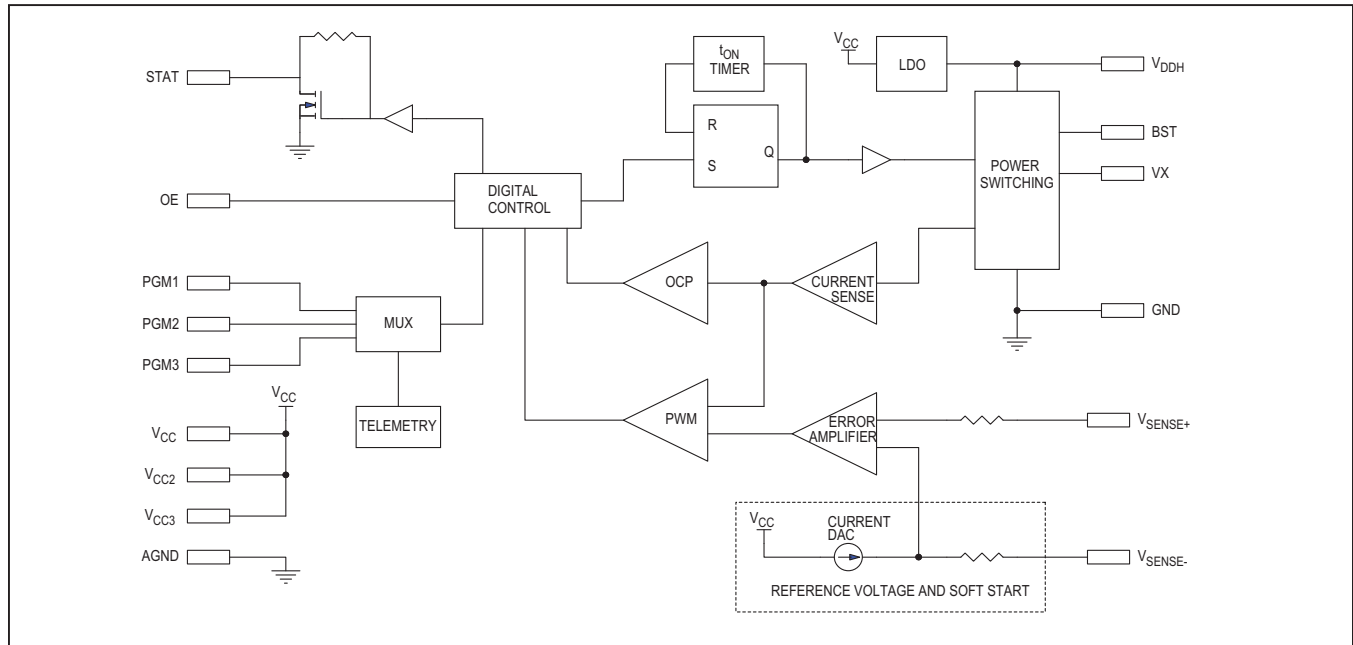 STAT
OE
PGM1
PGM2
PGM3
VCC
VCC
VCC2
VCC3
AGND
DIGITAL
CONTROL
MUX
TELEMETRY
tON
TIMER
R
S
Q
OCP
CURRENT
SENSE
PWM
ERROR
AMPLIFIER
VCC
LDO
POWER
SWITCHING
VDDH
BST
VX
GND
VSENSE+
VCC
CURRENT
DAC
REFERENCE VOLTAGE AND SOFT START
VSENSE-